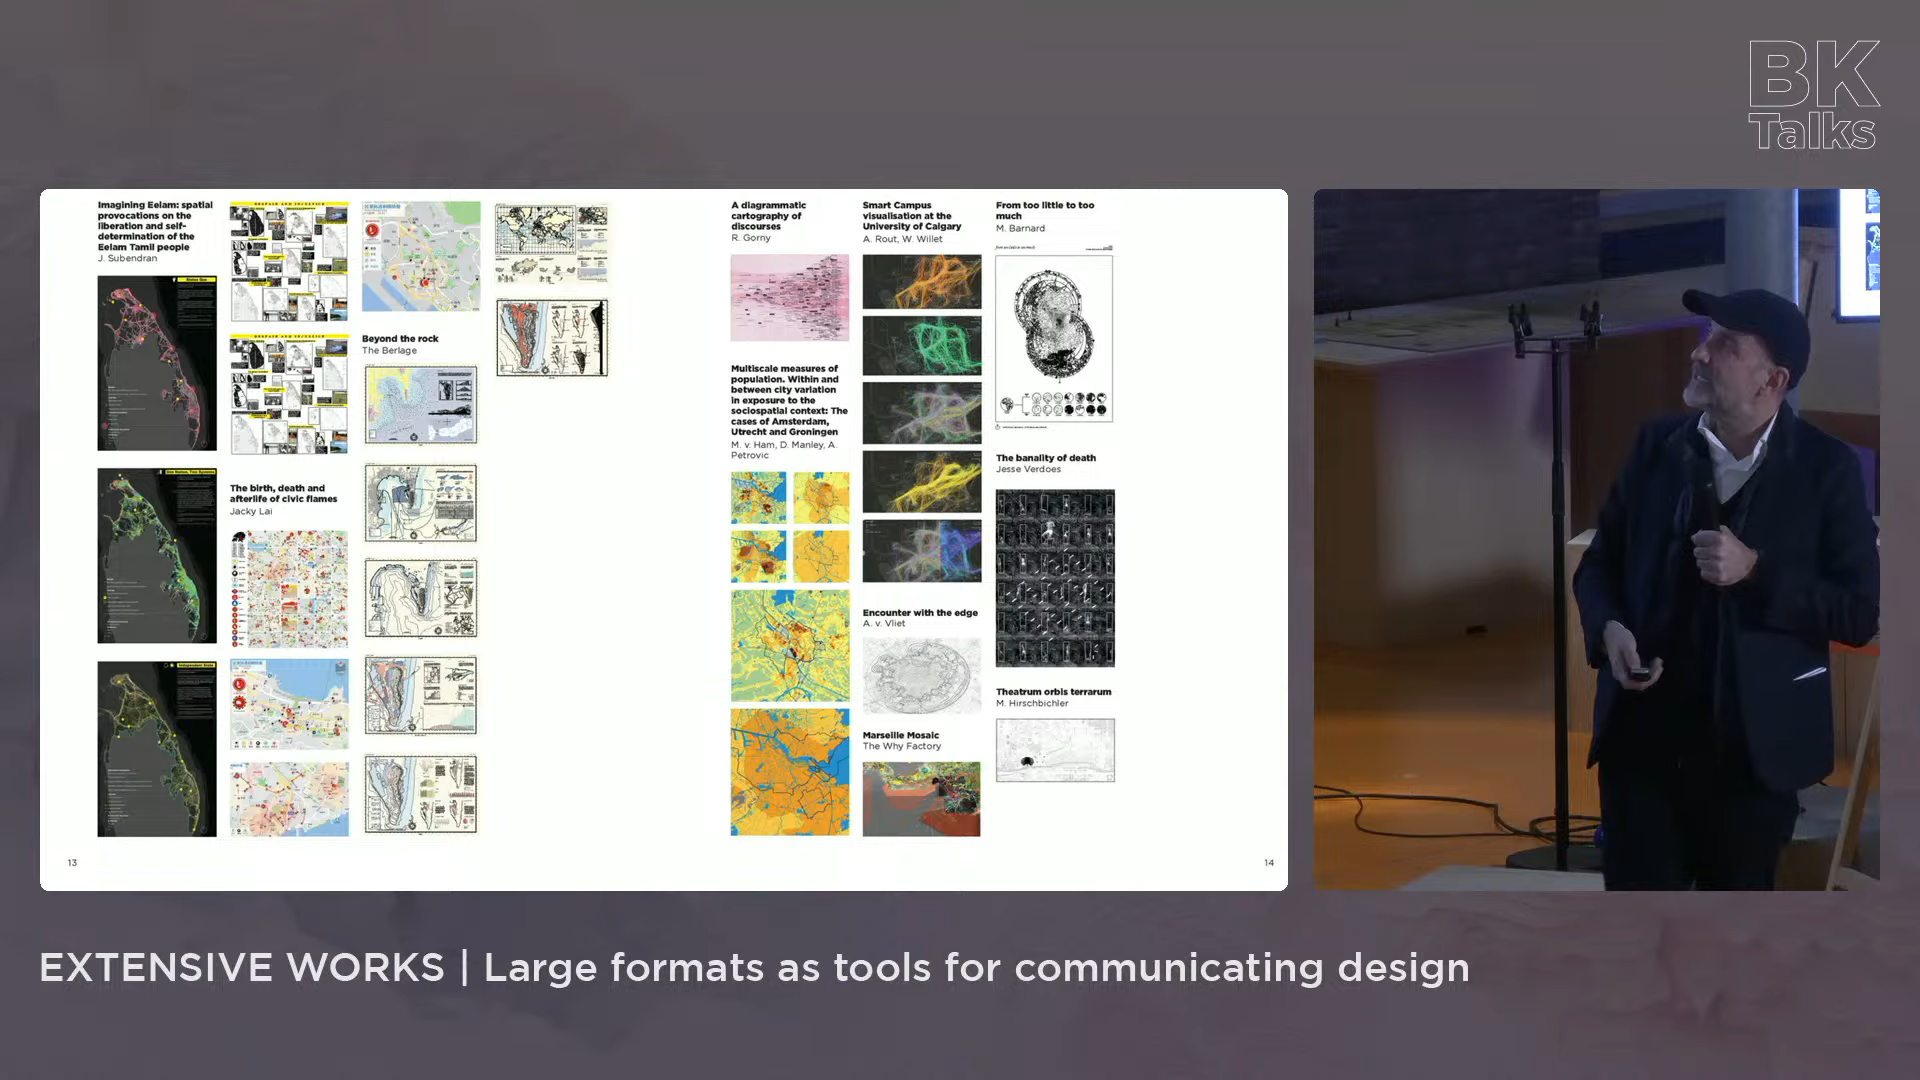 BK
Talks
Imagining Eelam: spatial
provocations on the
liberation and self-
determination of the
Eelam Tamil people
J. Subendran
The birth, death and
afterlife of civic flames
Jacky Lai
Beyond the rock
The Berlage
A diagrammatic
cartography of
discourses
R. Gorny
Multiscale measures of
population. Within and
between city variation
in exposure to the
sociospatial context: The
cases of Amsterdam,
Utrecht and Groningen
M. v. Ham, D. Manley, A.
Petrovic
Smart Campus
visualisation at the
University of Calgary
A. Rout, W. Willet
Encounter with the edge
A. v. Vliet
Marseille Mosaic
The Why Factory
From too little to too
much
M. Barnard
The banality of death
Jesse Verdoes
Theatrum orbis terrarum
M. Hirschbichler
13
14
EXTENSIVE WORKS | Large formats as tools for communicating design